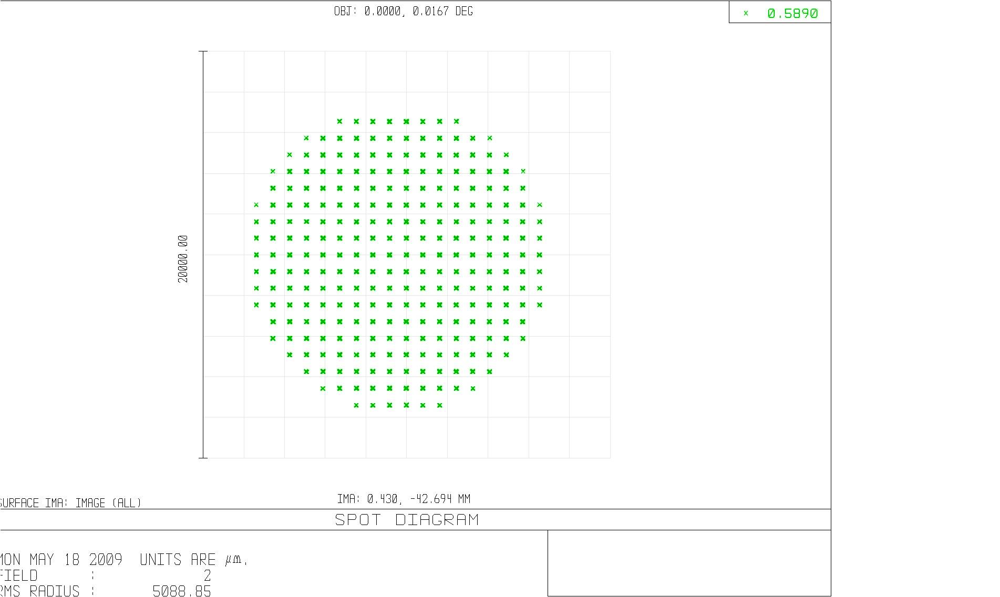 OBJ: 0.0000, 0.0167 DEG
× 0.5890
20000.00
IMA: 0.430, -42.694 MM
SURFACE IMA: IMAGE (ALL)
SPOT DIAGRAM
MON MAY 18 2009 UNITS ARE µm.
FIELD : 2
RMS RADIUS : 5088.85